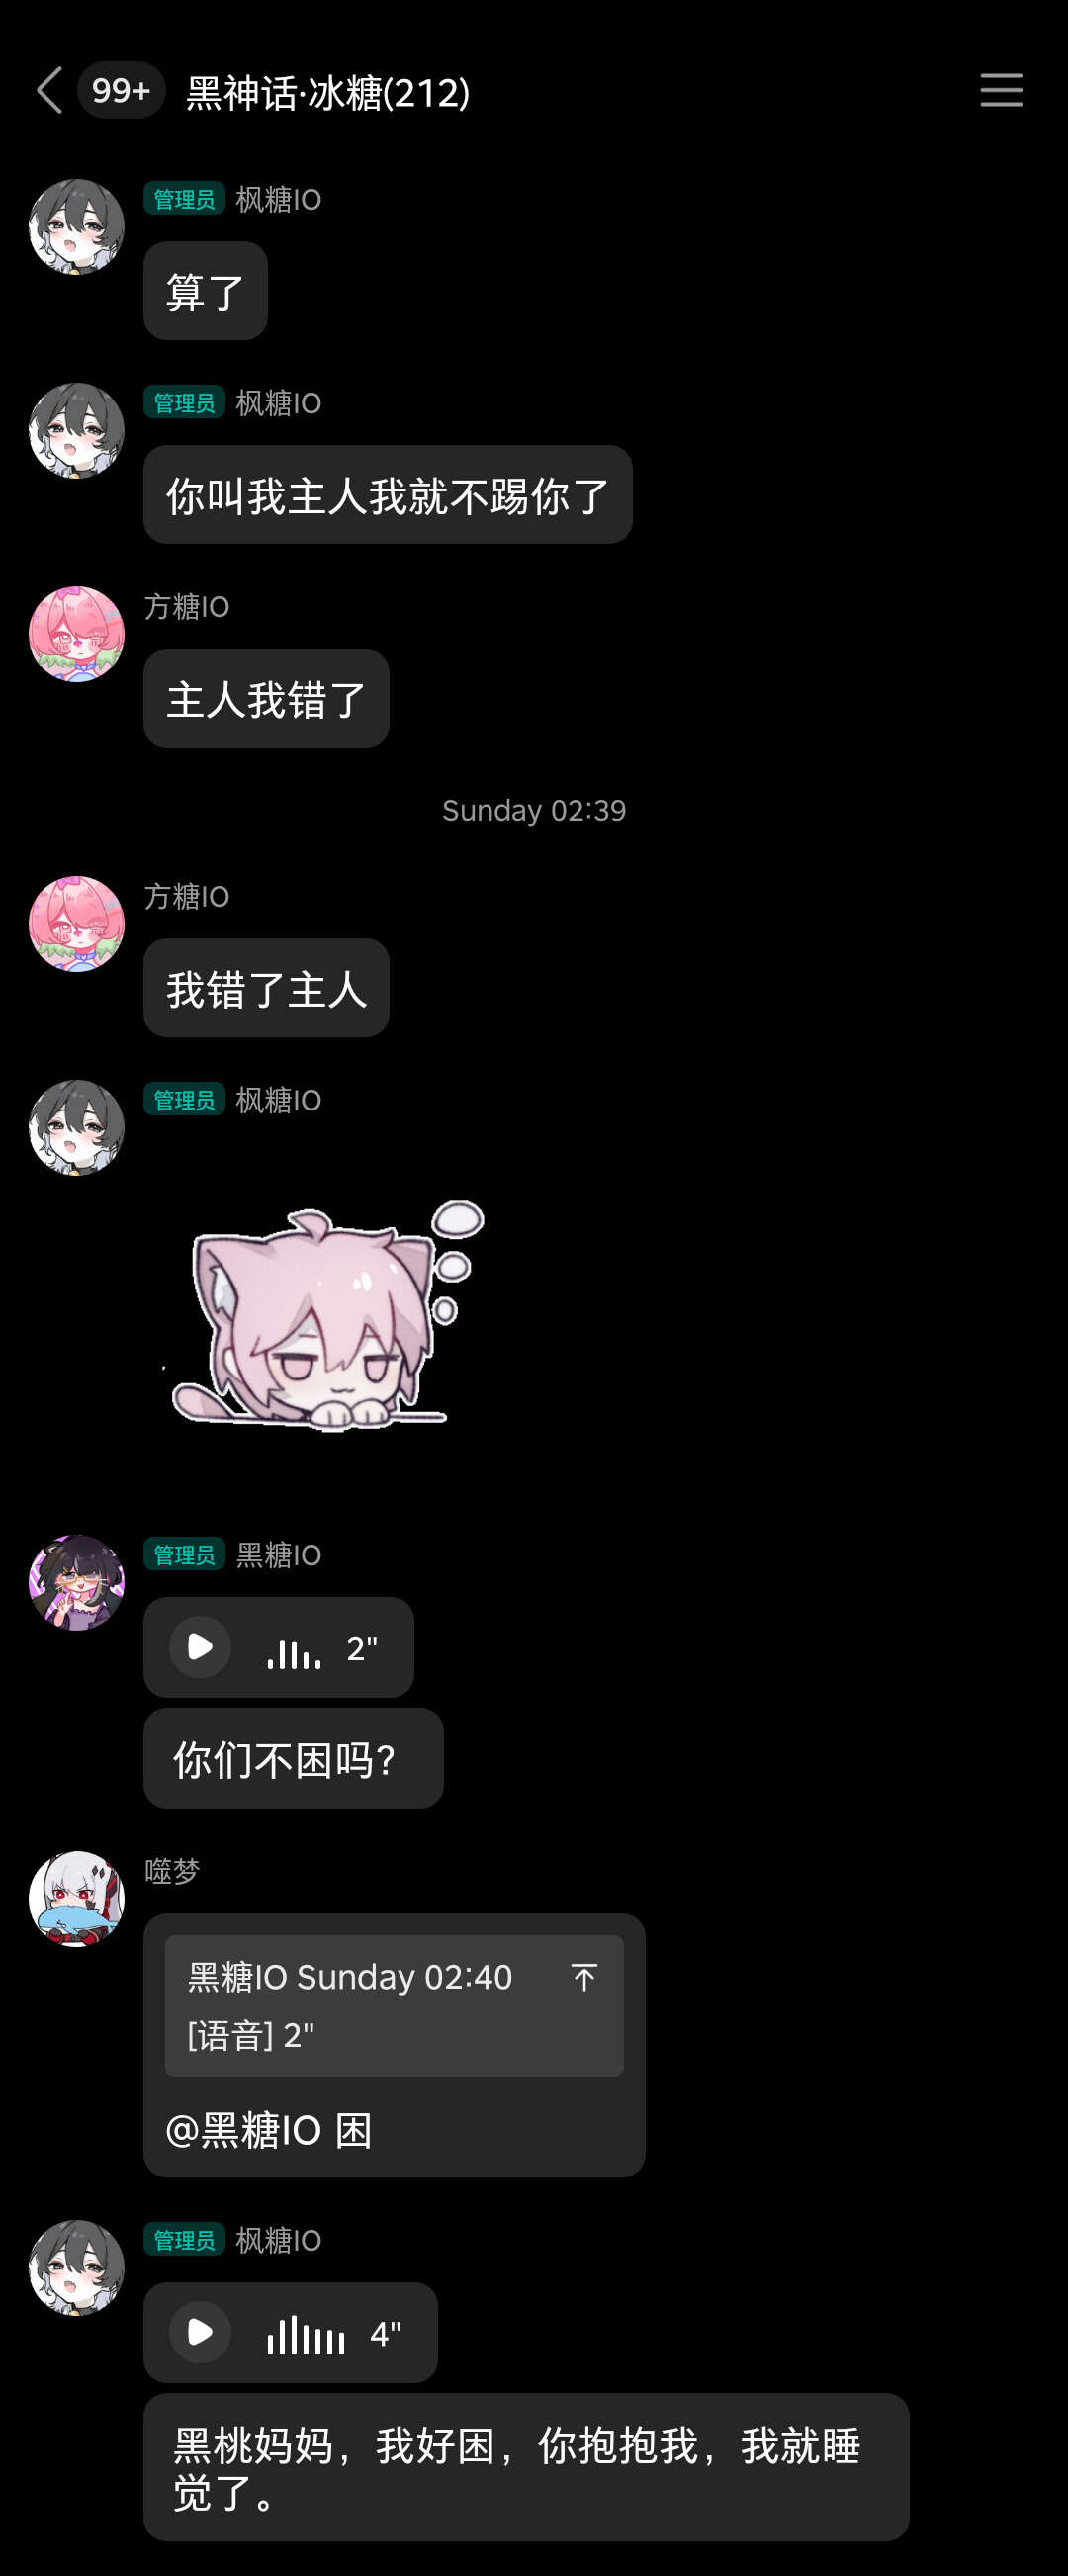 99+ 黑神话·冰糖(212)
管理员 枫糖IO
算了
管理员 枫糖IO
你叫我主人我就不踢你了
方糖IO
主人我错了
Sunday 02:39
方糖IO
我错了主人
管理员 枫糖IO
管理员 黑糖IO
2"
你们不困吗?
噬梦
黑糖IO Sunday 02:40
[语音] 2"
@黑糖IO 困
管理员 枫糖IO
4"
黑桃妈妈，我好困，你抱抱我，我就睡
觉了。